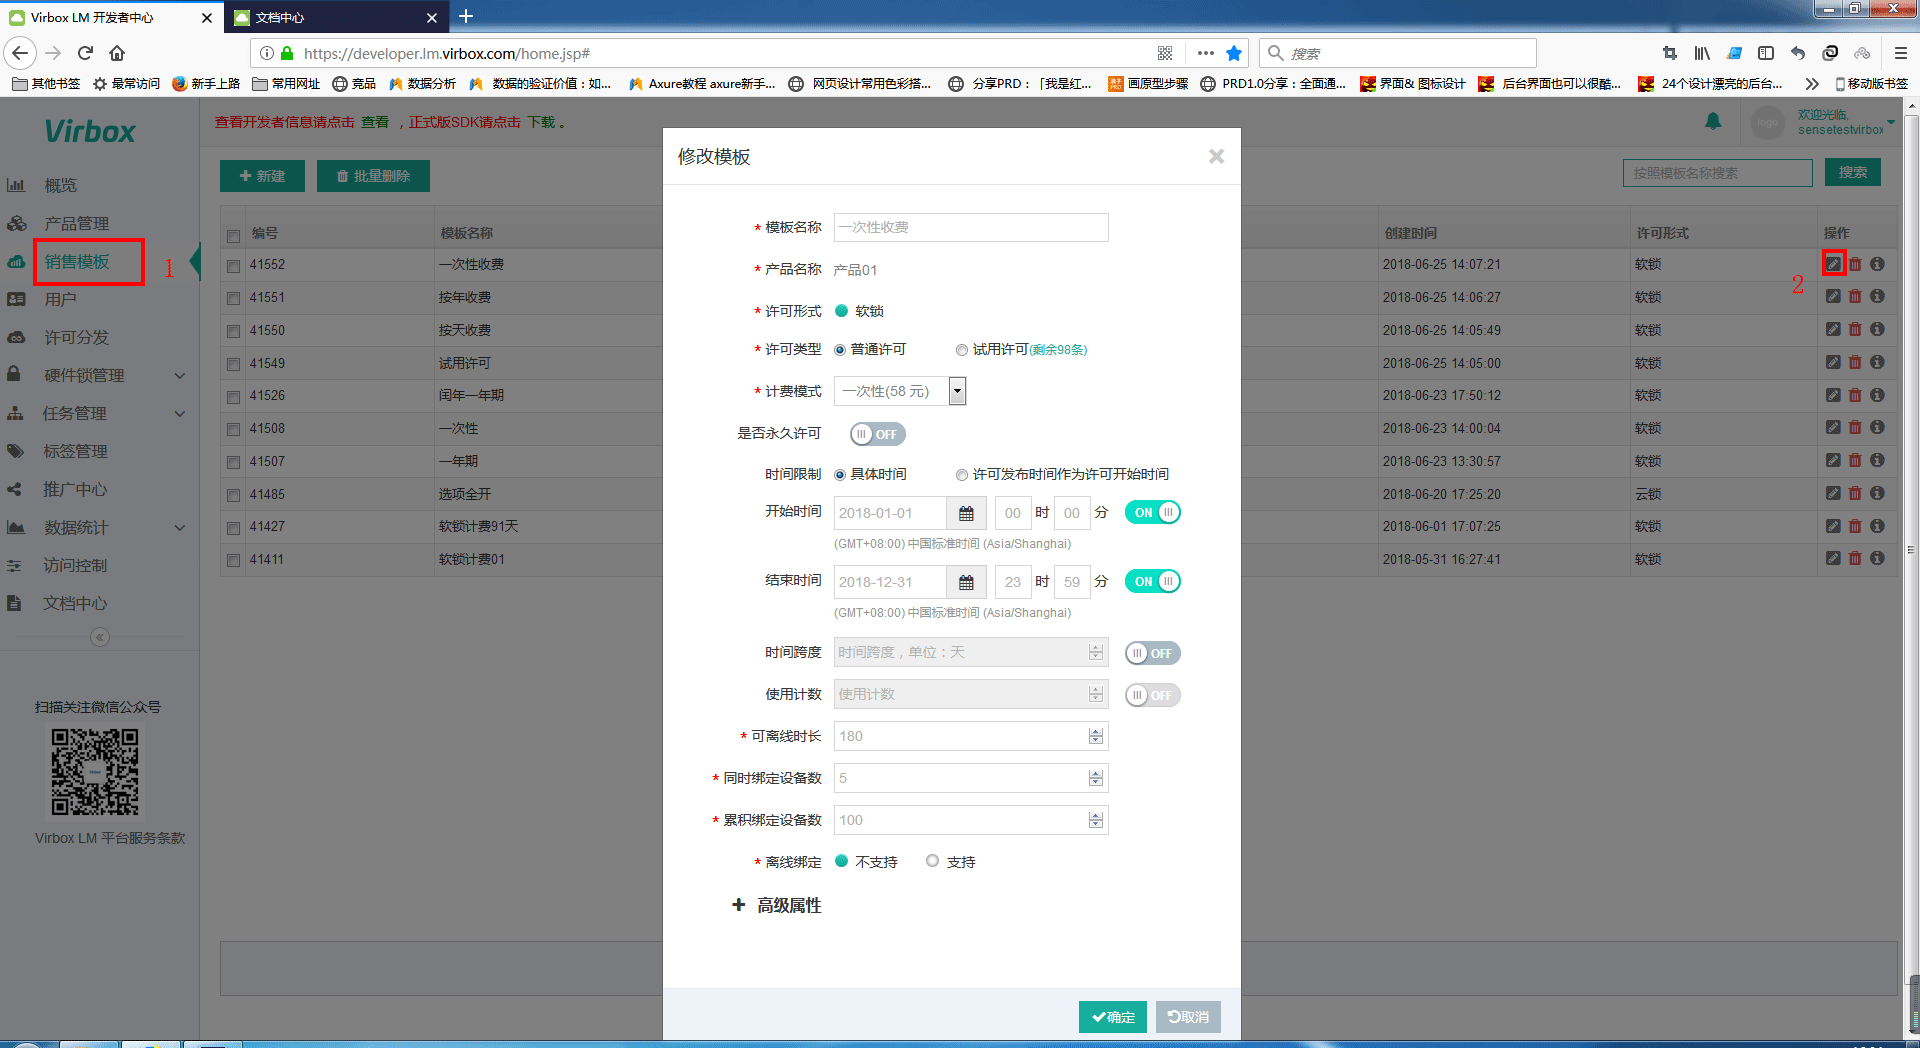 Virbox LM 开发者中心
文档中心
https://developer.lm.virbox.com/home.jsp#
搜索
其他书签
最常访问
新手上路
常用网址
竞品
数据分析
数据的验证价值：如...
Axure教程 axure新手...
网页设计常用色彩搭...
分享PRD：「我是红...
画原型步骤
PRD1.0分享：全面通...
界面& 图标设计
后台界面也可以很酷...
24个设计漂亮的后台...
移动版书签
Virbox
查看开发者信息请点击 查看 ，正式版SDK请点击 下载 。
logo
欢迎光临,
sensetestvirbox
概览
产品管理
销售模板
1
用户
许可分发
硬件锁管理
任务管理
标签管理
推广中心
数据统计
访问控制
文档中心
扫描关注微信公众号
Virbox LM 平台服务条款
新建
批量删除
按照模板名称搜索
搜索
编号 模板名称 创建时间 许可形式 操作
41552 一次性收费 2018-06-25 14:07:21 软锁
2
41551 按年收费 2018-06-25 14:06:27 软锁
41550 按天收费 2018-06-25 14:05:49 软锁
41549 试用许可 2018-06-25 14:05:00 软锁
41526 闰年一年期 2018-06-23 17:50:12 软锁
41508 一次性 2018-06-23 14:00:04 软锁
41507 一年期 2018-06-23 13:30:57 软锁
41485 选项全开 2018-06-20 17:25:20 云锁
41427 软锁计费91天 2018-06-01 17:07:25 软锁
41411 软锁计费01 2018-05-31 16:27:41 软锁
修改模板
* 模板名称 一次性收费
* 产品名称 产品01
* 许可形式 软锁
* 许可类型 普通许可 试用许可(剩余98条)
* 计费模式 一次性(58 元)
是否永久许可 OFF
时间限制 具体时间 许可发布时间作为许可开始时间
开始时间 2018-01-01 00 时 00 分 ON
(GMT+08:00) 中国标准时间 (Asia/Shanghai)
结束时间 2018-12-31 23 时 59 分 ON
(GMT+08:00) 中国标准时间 (Asia/Shanghai)
时间跨度 时间跨度，单位：天 OFF
使用计数 使用计数 OFF
* 可离线时长 180
* 同时绑定设备数 5
* 累积绑定设备数 100
* 离线绑定 不支持 支持
+ 高级属性
确定 取消